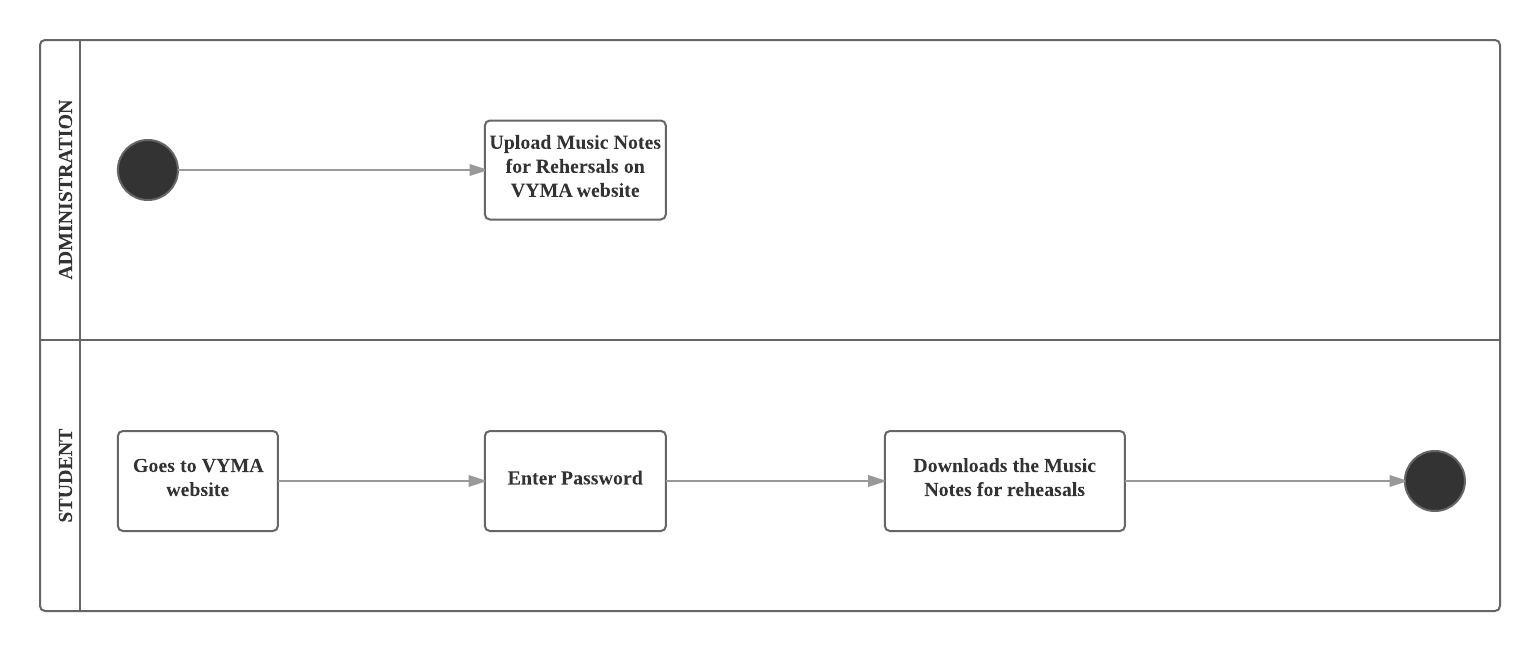 ADMINISTRATION
Upload Music Notes
for Rehersals on
VYMA website
STUDENT
Goes to VYMA
website
Enter Password
Downloads the Music
Notes for reheasals